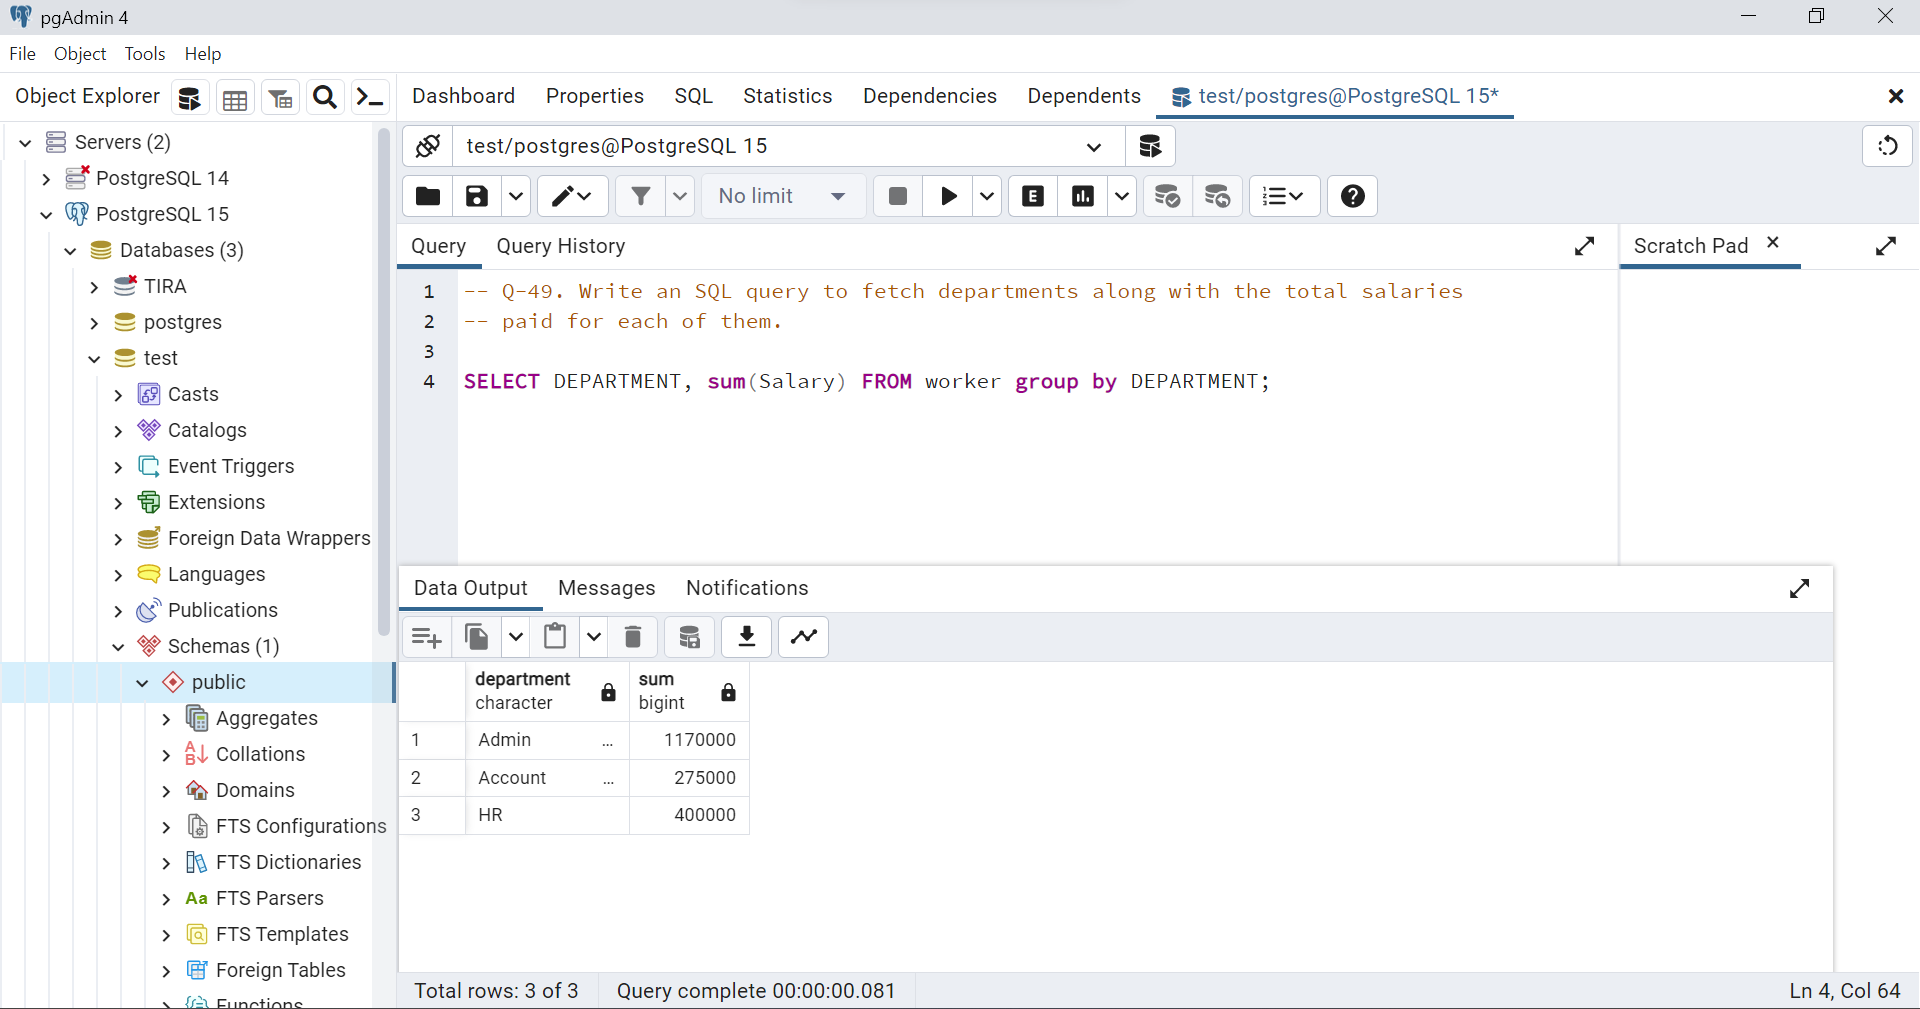 pgAdmin 4
File Object Tools Help
Object Explorer
Dashboard Properties SQL Statistics Dependencies Dependents test/postgres@PostgreSQL 15*
Servers (2)
PostgreSQL 14
PostgreSQL 15
Databases (3)
TIRA
postgres
test
Casts
Catalogs
Event Triggers
Extensions
Foreign Data Wrappers
Languages
Publications
Schemas (1)
public
Aggregates
Collations
Domains
FTS Configurations
FTS Dictionaries
Aa FTS Parsers
FTS Templates
Foreign Tables
Functions
test/postgres@PostgreSQL 15
No limit
E
Query Query History
Scratch Pad
1 -- Q-49. Write an SQL query to fetch departments along with the total salaries
2 -- paid for each of them.
3
4 SELECT DEPARTMENT, sum(Salary) FROM worker group by DEPARTMENT;
Data Output Messages Notifications
department sum
character bigint
1 Admin ... 1170000
2 Account ... 275000
3 HR 400000
Total rows: 3 of 3 Query complete 00:00:00.081 Ln 4, Col 64